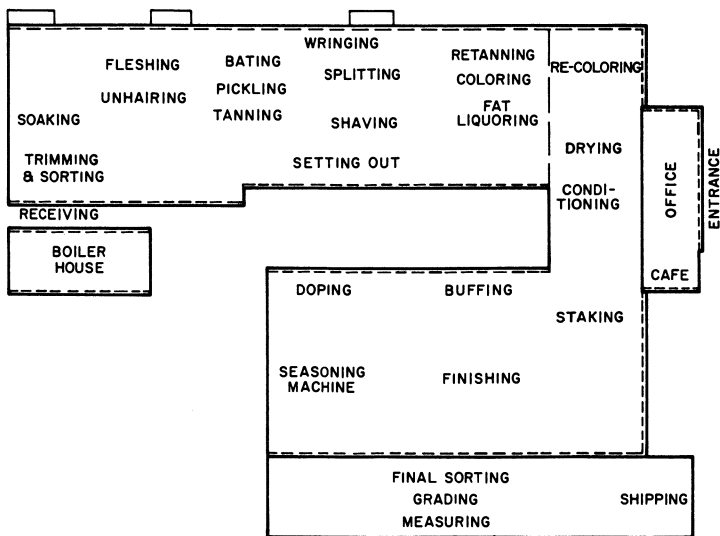 WRINGING
FLESHING
BATING
SPLITTING
RETANNING
RE-COLORING
UNHAIRING
PICKLING
COLORING
SOAKING
TANNING
SHAVING
FAT
LIQUORING
TRIMMING
& SORTING
SETTING OUT
DRYING
CONDI-
TIONING
RECEIVING
OFFICE
ENTRANCE
BOILER
HOUSE
CAFE
DOPING
BUFFING
STAKING
SEASONING
MACHINE
FINISHING
FINAL SORTING
GRADING
SHIPPING
MEASURING